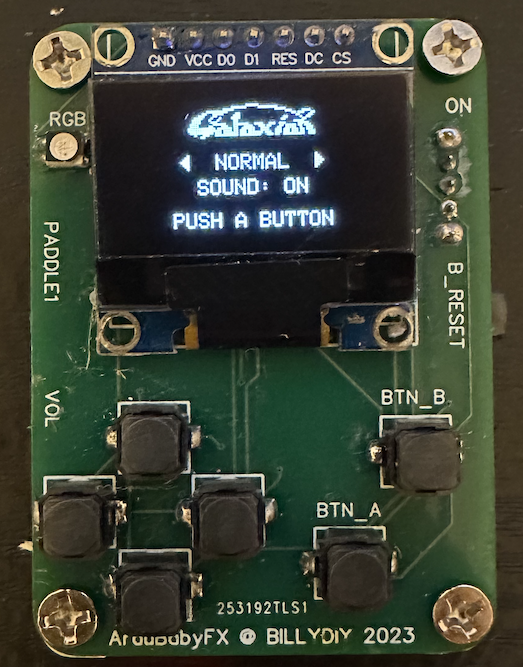 GND VCC D0 D1 RES DC CS
RGB
ON
Galaxian
NORMAL
SOUND: ON
PUSH A BUTTON
PADDLE1
B_RESET
VOL
BTN_B
BTN_A
253192TLS1
ArduBabyFX @ BILLYDIY 2023